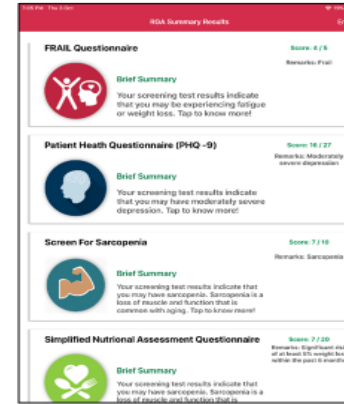 7:05 PM Thu 3 Oct
RGA Summary Results
FRAIL Questionnaire
Score: 4 / 5
Remarks: Frail
Brief Summary
Your screening test results indicate
that you may be experiencing fatigue
or weight loss. Tap to know more!
Patient Heath Questionnaire (PHQ -9)
Score: 16 / 27
Remarks: Moderately
severe depression
Brief Summary
Your screening test results indicate
that you may have moderately severe
depression. Tap to know more!
Screen For Sarcopenia
Score: 7 / 10
Remarks: Sarcopenia
Brief Summary
Your screening test results indicate that
you may have sarcopenia. Sarcopenia is a
loss of muscle and function that is
common with aging. Tap to know more!
Simplified Nutrional Assessment Questionnaire
Score: 7 / 20
Remarks: Significant risk
of at least 5% weight loss
within the past 6 months
Brief Summary
Your screening test results indicate that
you may have sarcopenia. Sarcopenia is a
loss of muscle and function that is